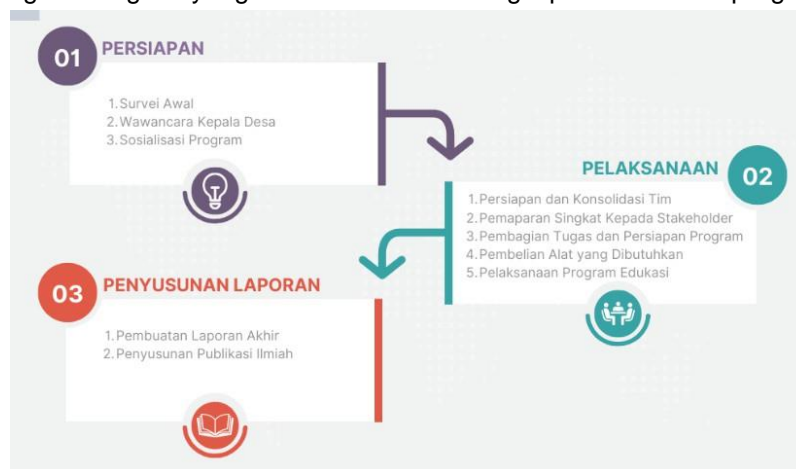 01
PERSIAPAN
1.Survei Awal
2.Wawancara Kepala Desa
3.Sosialisasi Program
PELAKSANAAN
02
1.Persiapan dan Konsolidasi Tim
2.Pemaparan Singkat Kepada Stakeholder
3.Pembagian Tugas dan Persiapan Program
4.Pembelian Alat yang Dibutuhkan
5.Pelaksanaan Program Edukasi
03
PENYUSUNAN LAPORAN
1.Pembuatan Laporan Akhir
2.Penyusunan Publikasi Ilmiah